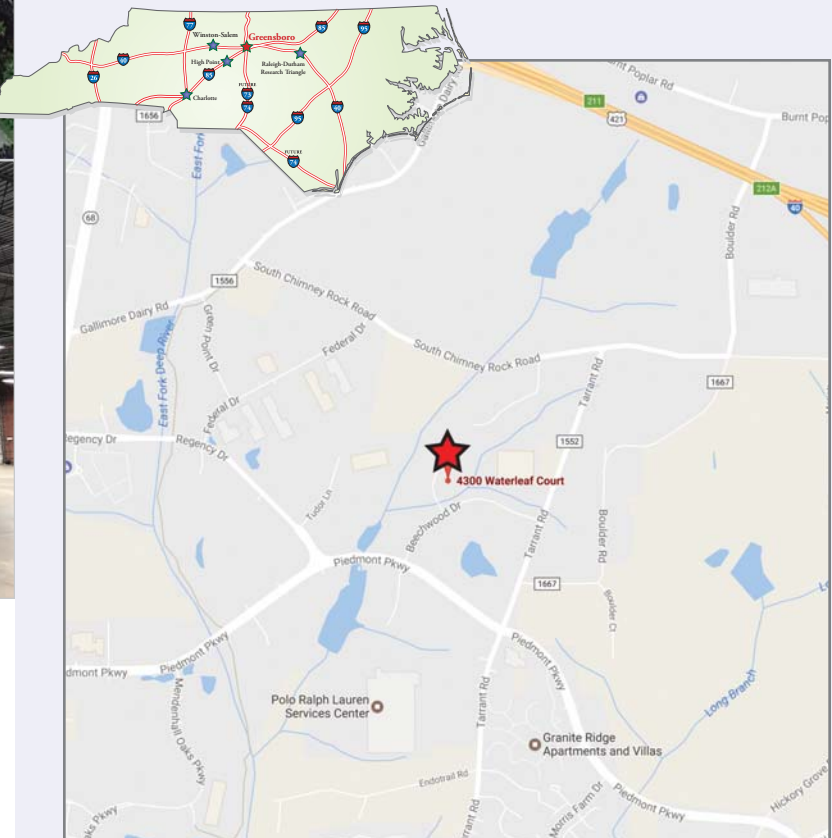 77
85
95
Winston-Salem
Greensboro
40
26
High Point
85
Raleigh-Durham
Research Triangle
Charlotte
FUTURE
73
74
95
40
FUTURE
74
1656
East Fork
Gallimore Dairy Rd
rnt Poplar Rd
211
421
Burnt Pop
212A
40
68
Boulder Rd
1556
South Chimney Rock Road
Gallimore Dairy Rd
Green Point Dr
Federal Dr
East Fork Deep River
South Chimney Rock Road
Tarrant Rd
1667
Federal Dr
egency Dr
Regency Dr
1552
4300 Waterleaf Court
Tudor Ln
Beechwood Dr
Tarrant Rd
Boulder Rd
Piedmont Pkwy
1667
Boulder Ct
Piedmont Pkwy
dmont Pkwy
Piedmont Pkwy
Mendenhall Oaks Pkwy
Long Branch
Polo Ralph Lauren
Services Center
Tarrant Rd
Granite Ridge
Apartments and Villas
Endotrail Rd
Morris Farm Dr
Piedmont Pkwy
Hickory Grove
aks Pkwy
rrant Rd